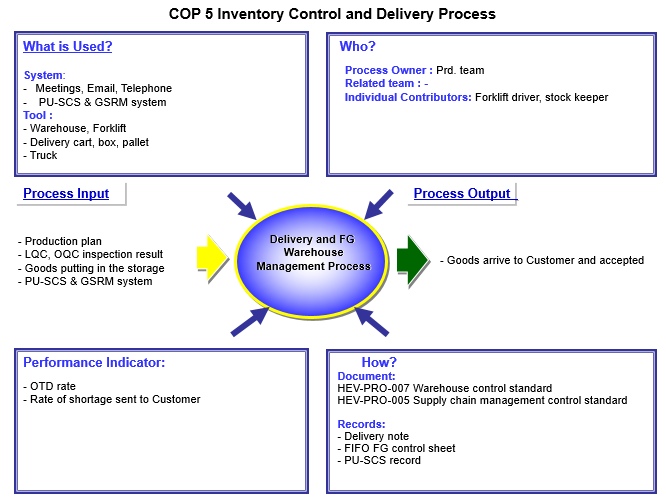 COP 5 Inventory Control and Delivery Process
What is Used?
System:
- Meetings, Email, Telephone
- PU-SCS & GSRM system
Tool :
- Warehouse, Forklift
- Delivery cart, box, pallet
- Truck
Who?
Process Owner : Prd. team
Related team : -
Individual Contributors: Forklift driver, stock keeper
Process Input
- Production plan
- LQC, OQC inspection result
- Goods putting in the storage
- PU-SCS & GSRM system
Delivery and FG
Warehouse
Management Process
Process Output
- Goods arrive to Customer and accepted
Performance Indicator:
- OTD rate
- Rate of shortage sent to Customer
How?
Document:
HEV-PRO-007 Warehouse control standard
HEV-PRO-005 Supply chain management control standard
Records:
- Delivery note
- FIFO FG control sheet
- PU-SCS record